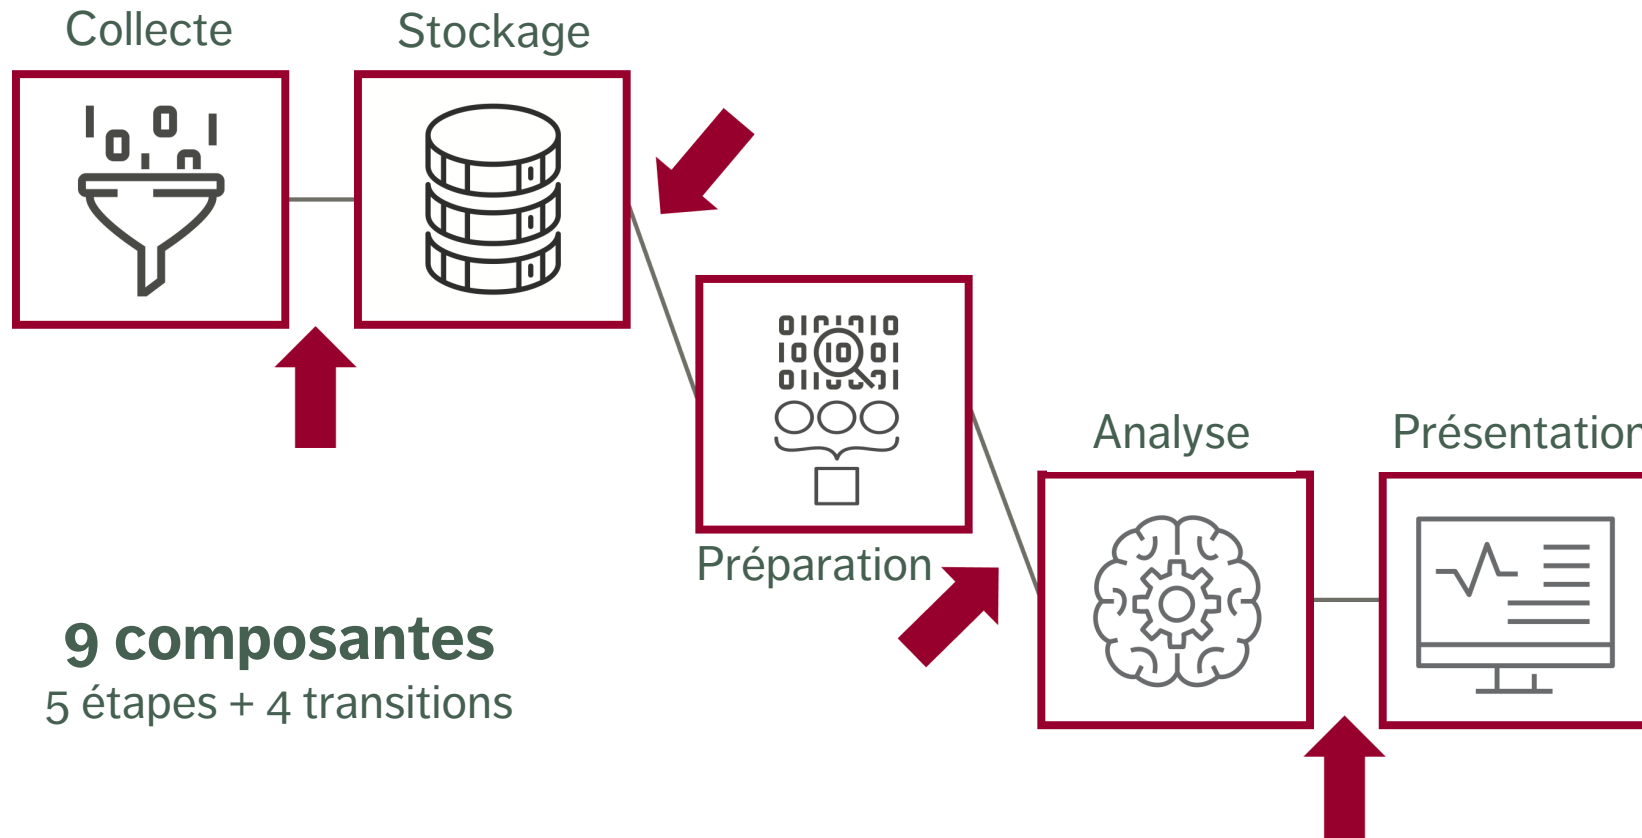 Collecte
Stockage
Préparation
Analyse
Présentation
9 composantes
5 étapes + 4 transitions